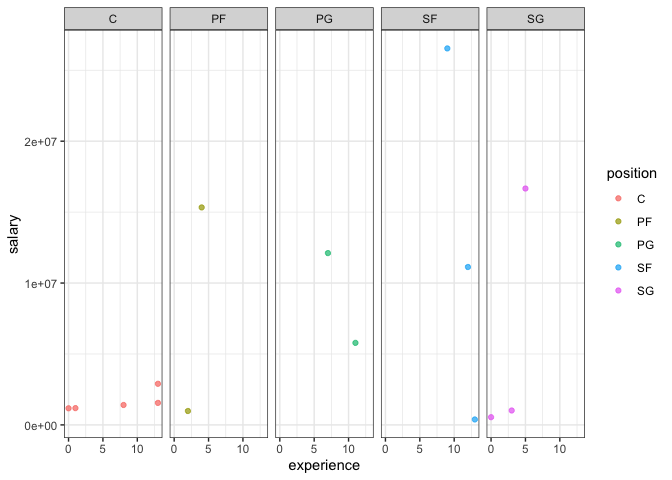 C PF PG SF SG
2e+07
1e+07
0e+00
salary
0 5 10 0 5 10 0 5 10 0 5 10 0 5 10
experience
position
C
PF
PG
SF
SG